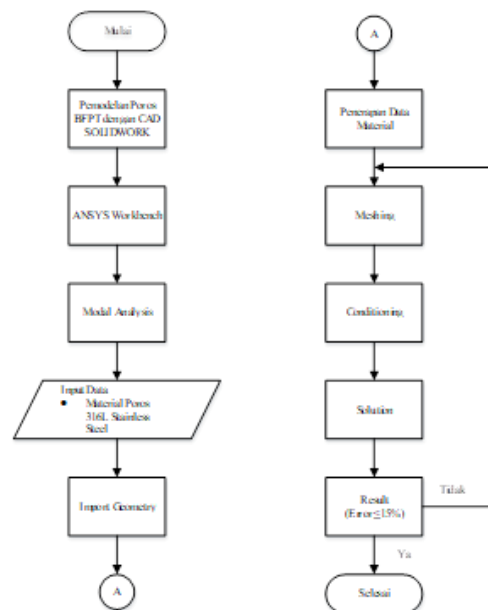 Mulai
Pemodelan Poros
BFPT dengan CAD
SOLIDWORK
ANSYS Workbench
Modal Analysis
Input Data
● Material Poros
316L Stainless
Steel
Import Geometry
A
A
Penerapan Data
Material
Meshing
Conditioning
Solution
Result
(Error≤15%)
Tidak
Ya
Selesai